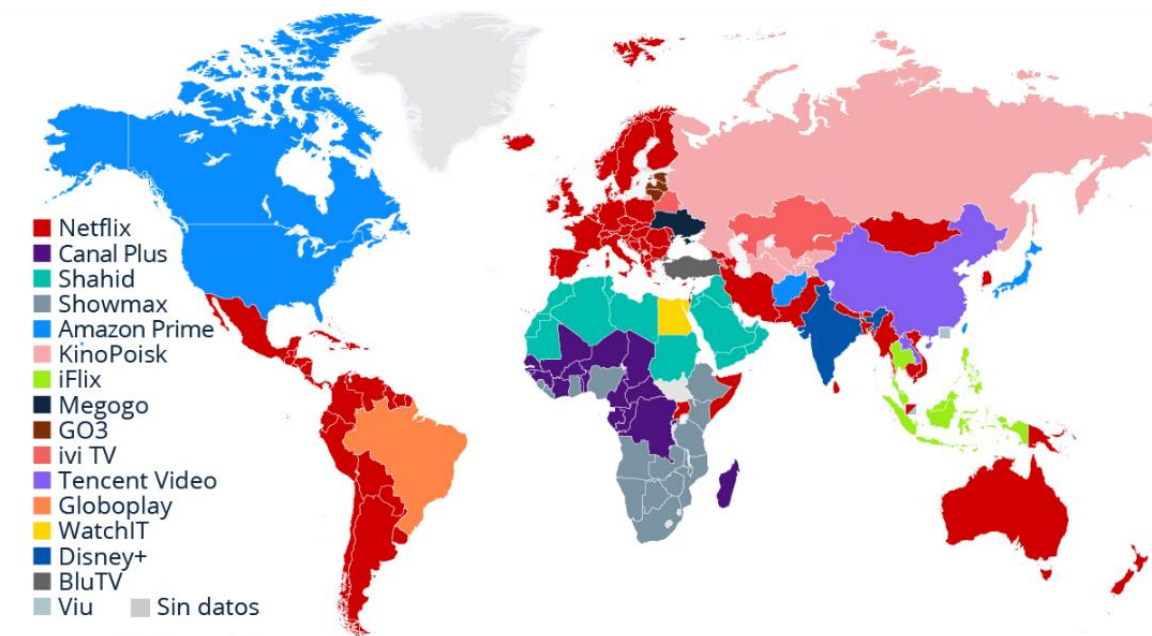 Netflix
Canal Plus
Shahid
Showmax
Amazon Prime
KinoPoisk
iFlix
Megogo
GO3
ivi TV
Tencent Video
Globoplay
WatchIT
Disney+
BluTV
Viu Sin datos